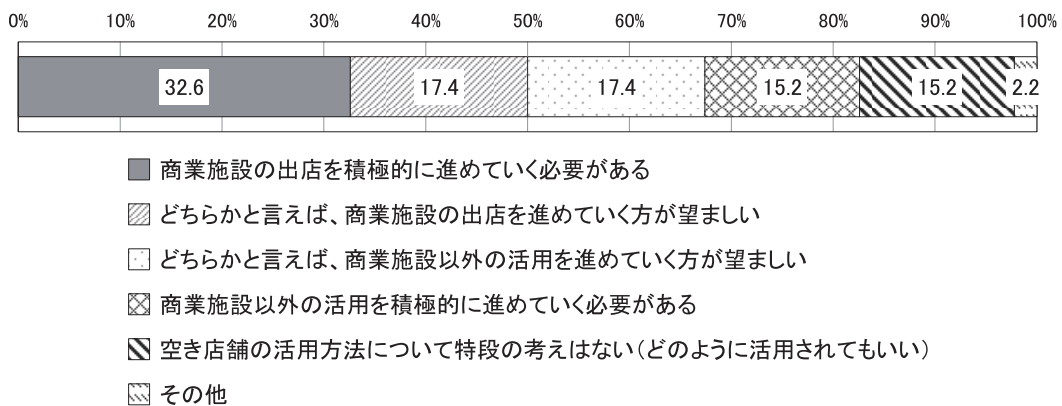 0% 10% 20% 30% 40% 50% 60% 70% 80% 90% 100%
32.6 17.4 17.4 15.2 15.2 2.2
商業施設の出店を積極的に進めていく必要がある
どちらかと言えば、商業施設の出店を進めていく方が望ましい
どちらかと言えば、商業施設以外の活用を進めていく方が望ましい
商業施設以外の活用を積極的に進めていく必要がある
空き店舗の活用方法について特段の考えはない(どのように活用されてもいい)
その他